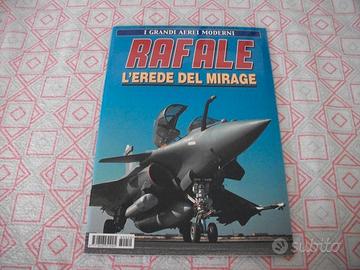 I GRANDI AEREI MODERNI
RAFALE
L'EREDE DEL MIRAGE
subito